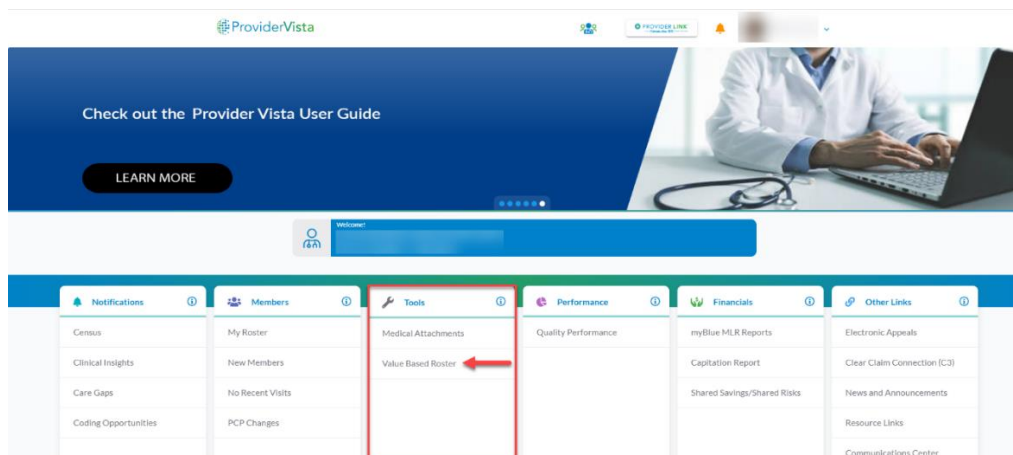 ProviderVista
PROVIDER LINK
Check out the Provider Vista User Guide
LEARN MORE
Welcome!
Notifications
Census
Clinical Insights
Care Gaps
Coding Opportunities
Members
My Roster
New Members
No Recent Visits
PCP Changes
Tools
Medical Attachments
Value Based Roster
Performance
Quality Performance
Financials
myBlue MLR Reports
Capitation Report
Shared Savings/Shared Risks
Other Links
Electronic Appeals
Clear Claim Connection (C3)
News and Announcements
Resource Links
Communications Center